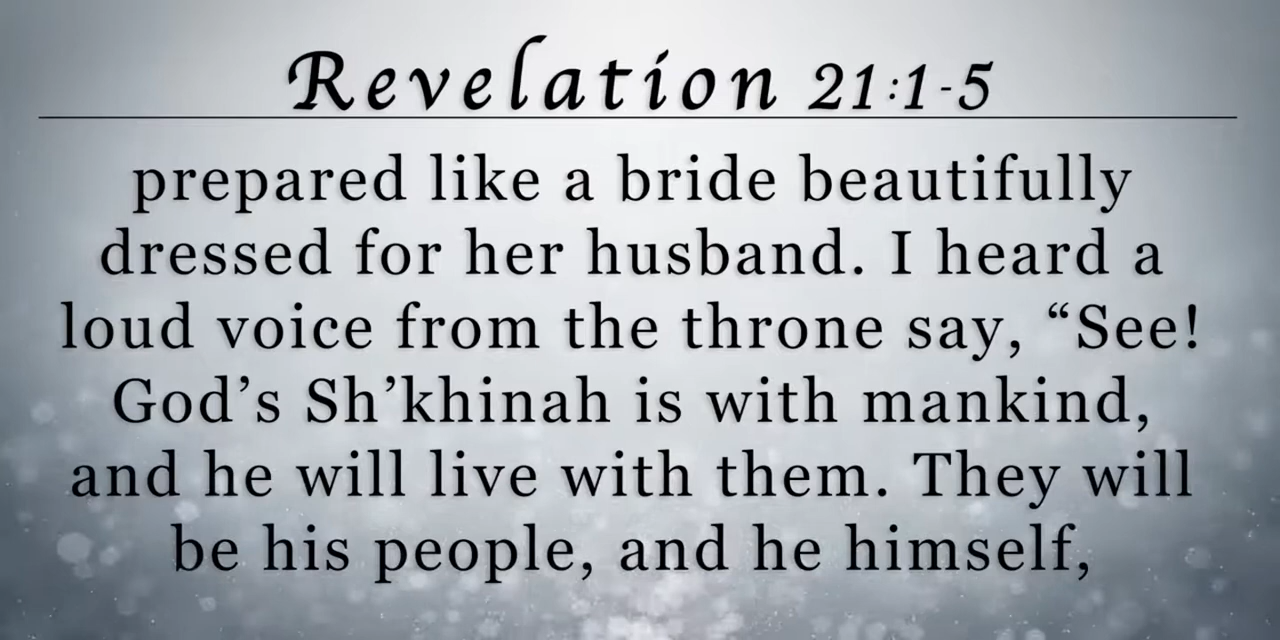 Revelation 21:1-5
prepared like a bride beautifully
dressed for her husband. I heard a
loud voice from the throne say, “See!
God’s Sh’khinah is with mankind,
and he will live with them. They will
be his people, and he himself,